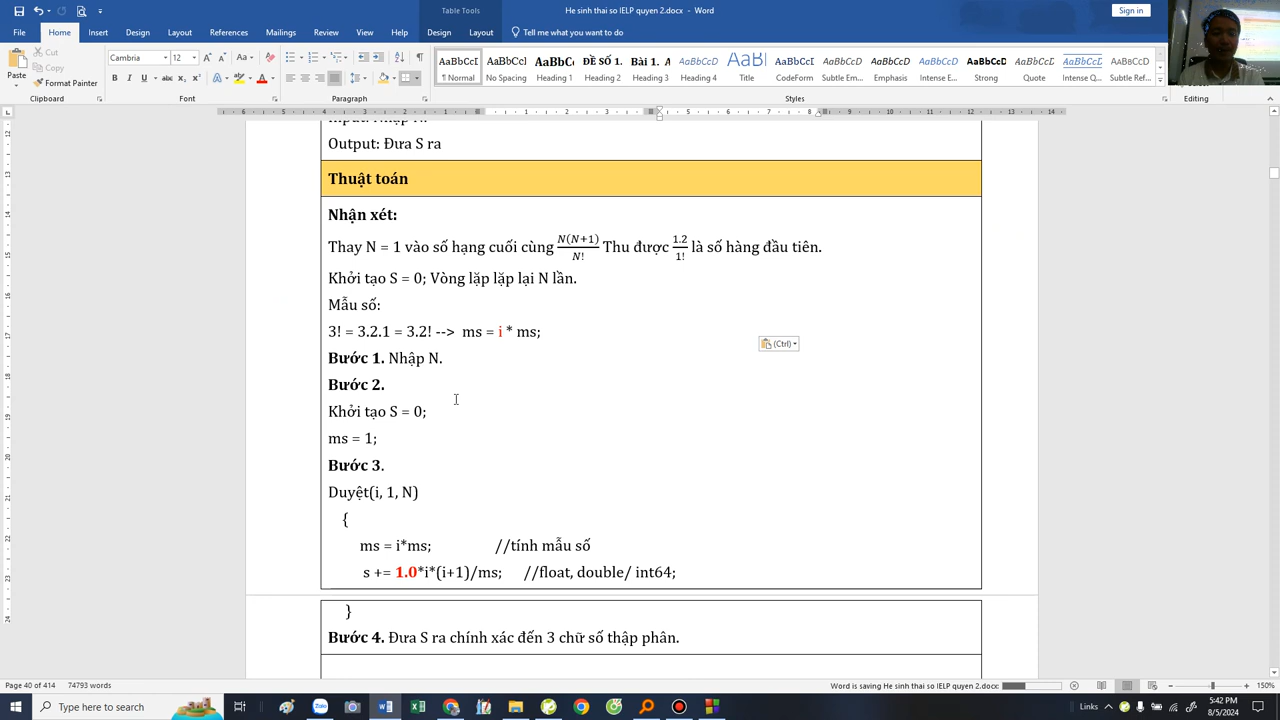 Table Tools
He sinh thai so IELP quyen 2.docx - Word
Sign in
File Home Insert Draw Design Layout References Mailings Review View Help Design Layout Tell me what you want to do
Paste
Cut
Copy
Format Painter
Cambria 12
Clipboard Font Paragraph Styles Editing
AaBbCcI AaBbCcI AaBbC ĐỀ SỐ 1. Bài 1. AaBbCcD AaBl AaBbCcD AaBbCcD AaBbCcD AaBbCcD AaBbCcD AaBbCcD AaBbCcD AaBbCcD
¶ Normal No Spacing Heading 1 Heading 2 Heading 3 Heading 4 Title CodeForm Subtle Em... Emphasis Intense E... Strong Quote Intense Q... Subtle Ref...
Output: Đưa S ra
Thuật toán
Nhận xét:
Thay N = 1 vào số hạng cuối cùng N(N+1)/N! Thu được 1.2/1! là số hàng đầu tiên.
Khởi tạo S = 0; Vòng lặp lặp lại N lần.
Mẫu số:
3! = 3.2.1 = 3.2! --> ms = i * ms;
(Ctrl)
Bước 1. Nhập N.
Bước 2.
Khởi tạo S = 0;
ms = 1;
Bước 3.
Duyệt(i, 1, N)
{
ms = i*ms; //tính mẫu số
s += 1.0*i*(i+1)/ms; //float, double/ int64;
}
Bước 4. Đưa S ra chính xác đến 3 chữ số thập phân.
Page 40 of 414 74793 words
Word is saving He sinh thai so IELP quyen 2.docx:
150%
Type here to search
Links
5:42 PM
8/5/2024